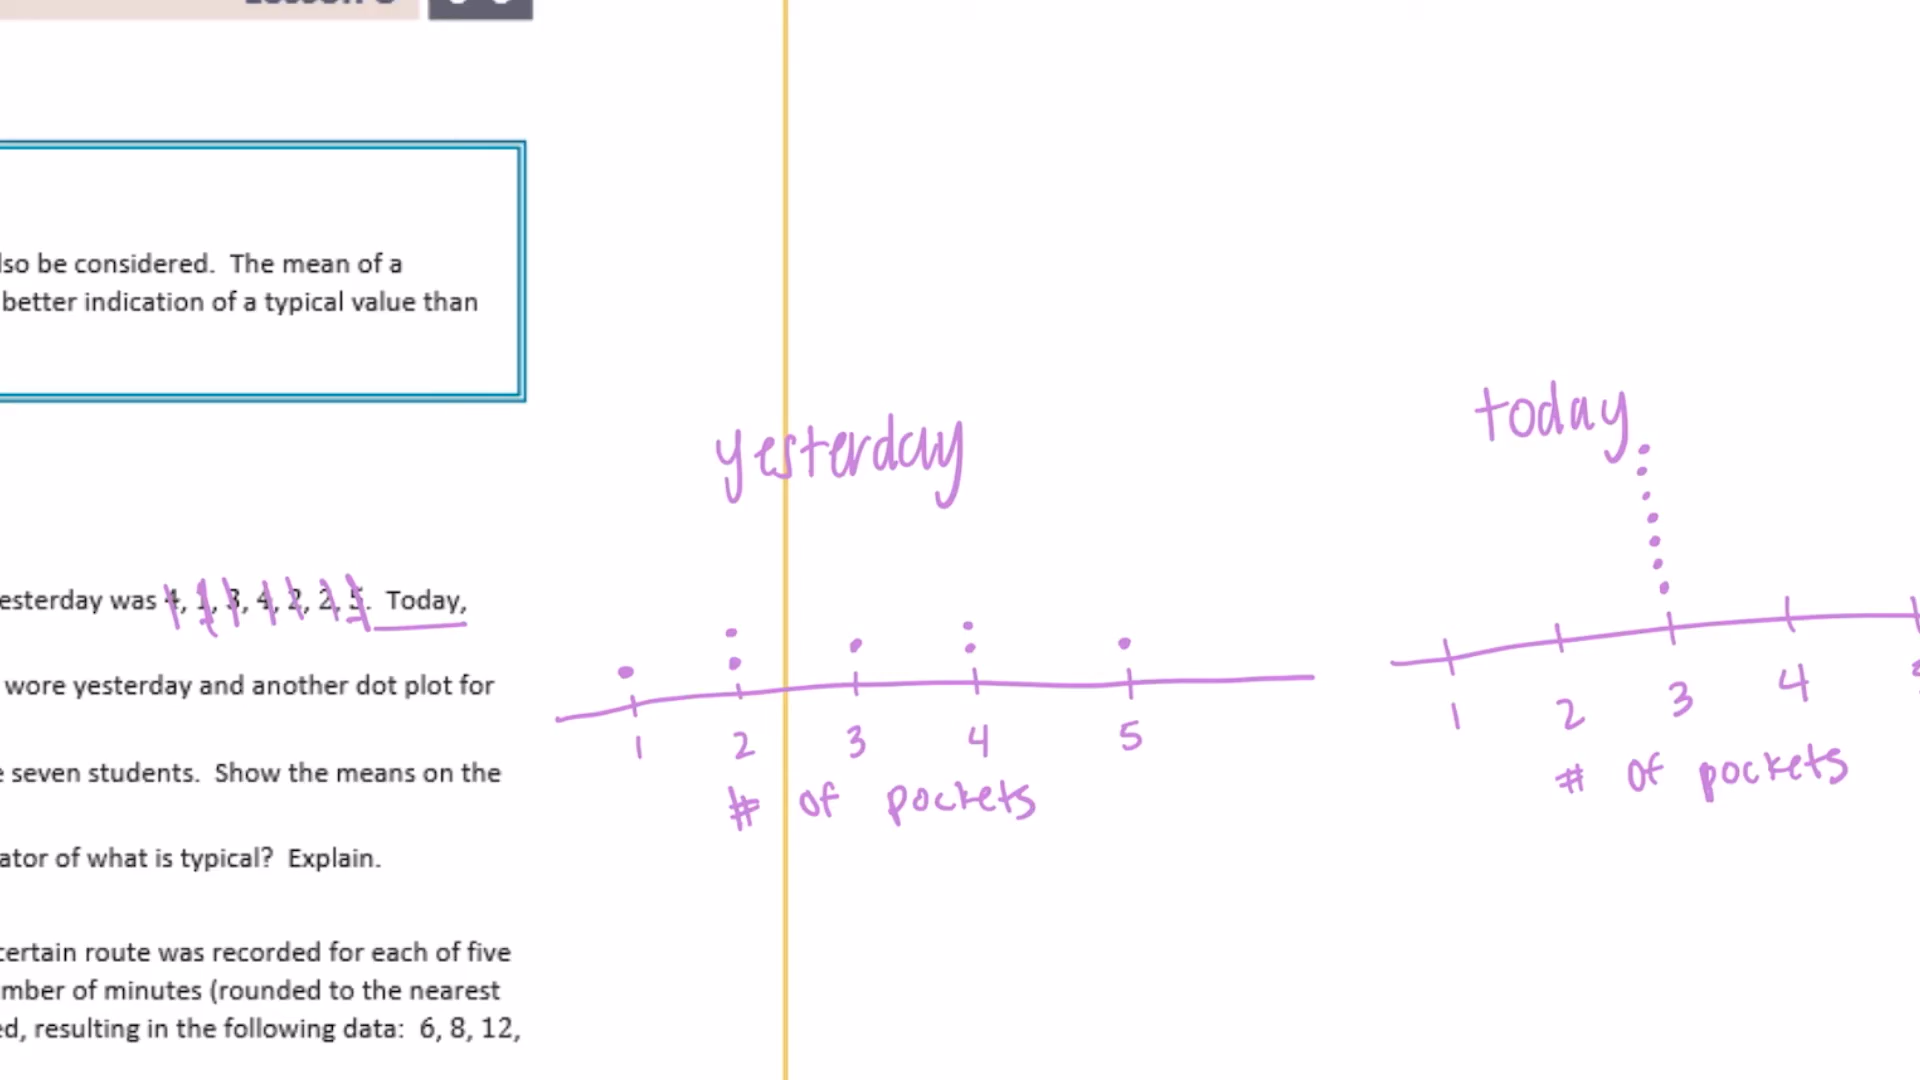 lso be considered. The mean of a
better indication of a typical value than
yesterday
today
esterday was 4, 1, 3, 4, 2, 2, 5. Today,
wore yesterday and another dot plot for
1 2 3 4 5
# of pockets
1 2 3 4
# of pockets
e seven students. Show the means on the
ator of what is typical? Explain.
certain route was recorded for each of five
mber of minutes (rounded to the nearest
ed, resulting in the following data: 6, 8, 12,